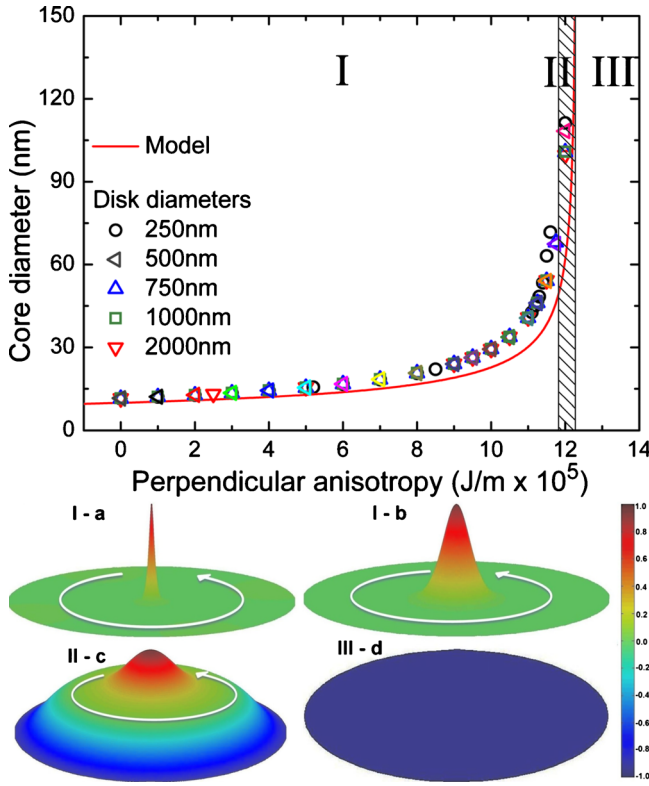 150
120
90
60
30
0
Core diameter (nm)
I
II
III
Model
Disk diameters
250nm
500nm
750nm
1000nm
2000nm
0 2 4 6 8 10 12 14
Perpendicular anisotropy (J/m x 10⁵)
I - a
I - b
II - c
III - d
1.0
0.8
0.6
0.4
0.2
0.0
-0.2
-0.4
-0.6
-0.8
-1.0